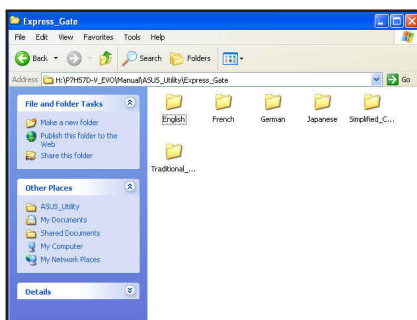 Express_Gate
File Edit View Favorites Tools Help
Back Search Folders
Address H:\P7H57D-V_EVO\Manual\ASUS_Utility\Express_Gate Go
File and Folder Tasks
Make a new folder
Publish this folder to the
Web
Share this folder
Other Places
ASUS_Utility
My Documents
Shared Documents
My Computer
My Network Places
Details
English French German Japanese Simplified_C...
Traditional_...